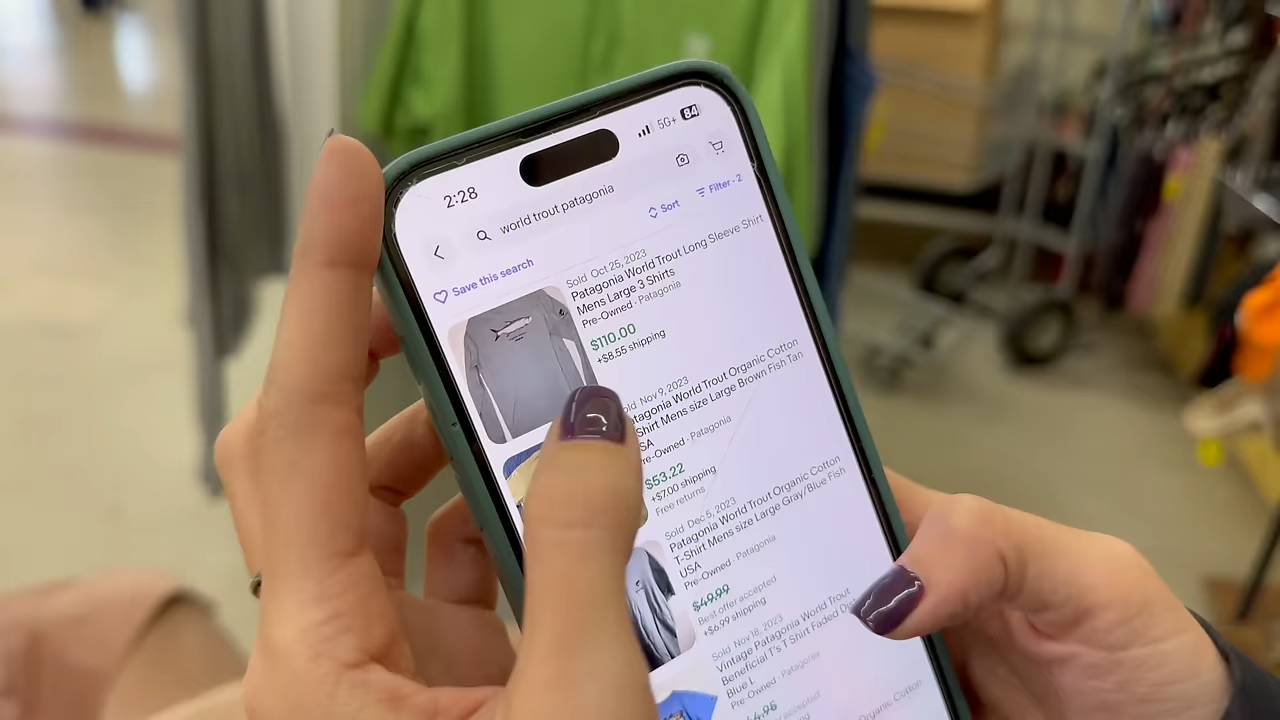 2:28
5G+ 84
world trout patagonia
Sort
Filter · 2
Save this search
Sold Oct 25, 2023
Patagonia World Trout Long Sleeve Shirt
Mens Large 3 Shirts
Pre-Owned · Patagonia
$110.00
+$8.55 shipping
Nov 9, 2023
World Trout Organic Cotton
Shirt Mens size Large Brown Fish Tan
Pre-Owned · Patagonia
$53.22
+$7.00 shipping
Free returns
Sold Dec 5, 2023
Patagonia World Trout Organic Cotton
T-Shirt Mens size Large Gray/Blue Fish
USA
Pre-Owned · Patagonia
$49.99
Best offer accepted
+$6.99 shipping
Sold Nov 18, 2023
Vintage Patagonia World Trout
Beneficial T's T Shirt Faded
Blue L
Pre-Owned · Patagonia
accepted
Organic Cotton